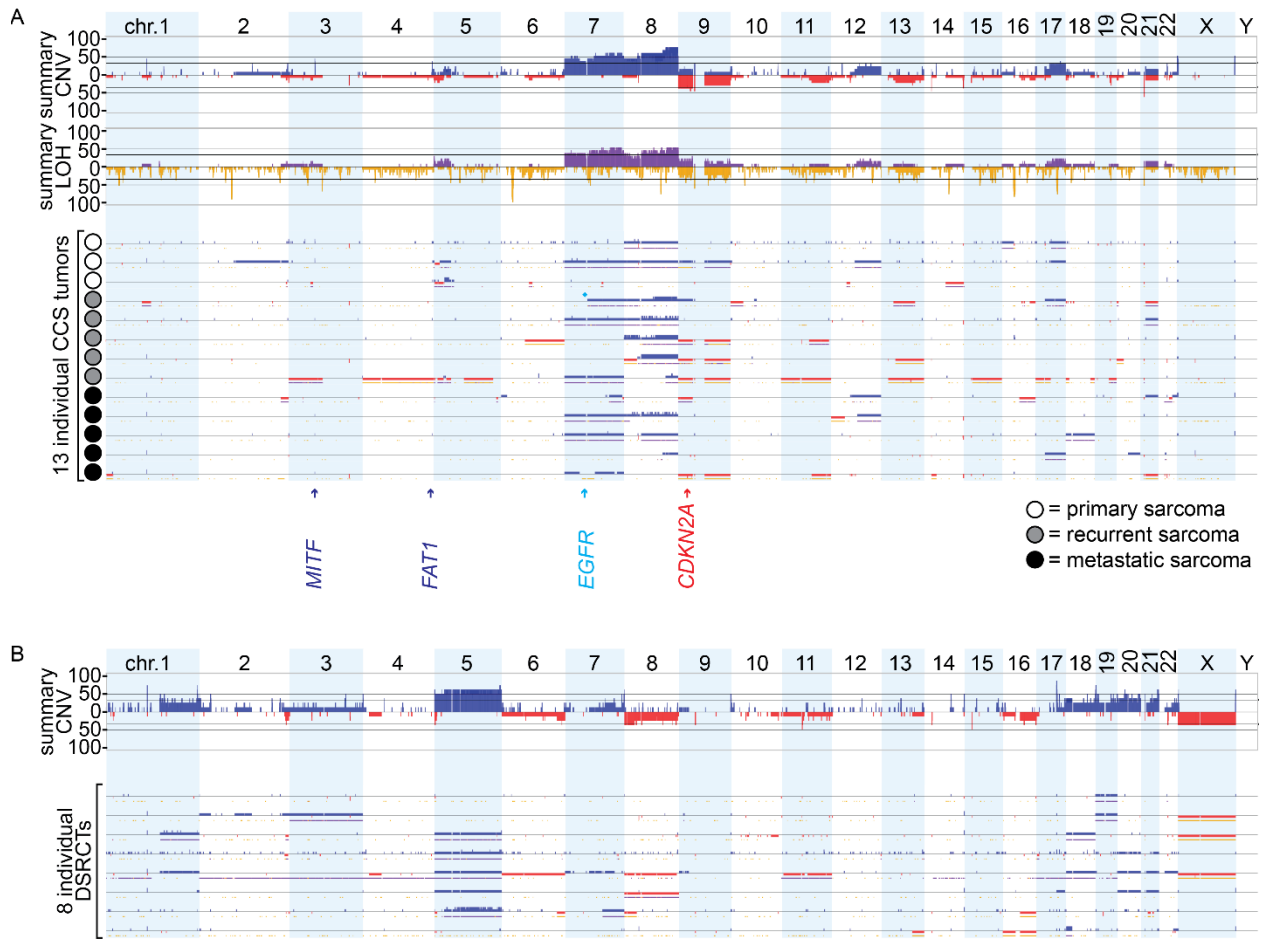 A
chr.1 2 3 4 5 6 7 8 9 10 11 12 13 14 15 16 17 18 19 20 21 22 X Y
summary CNV
100
50
0
50
100
summary LOH
100
50
0
50
100
13 individual CCS tumors
MITF
FAT1
EGFR
CDKN2A
= primary sarcoma
= recurrent sarcoma
= metastatic sarcoma
B
chr.1 2 3 4 5 6 7 8 9 10 11 12 13 14 15 16 17 18 19 20 21 22 X Y
summary CNV
100
50
0
50
100
8 individual
DSRCTs